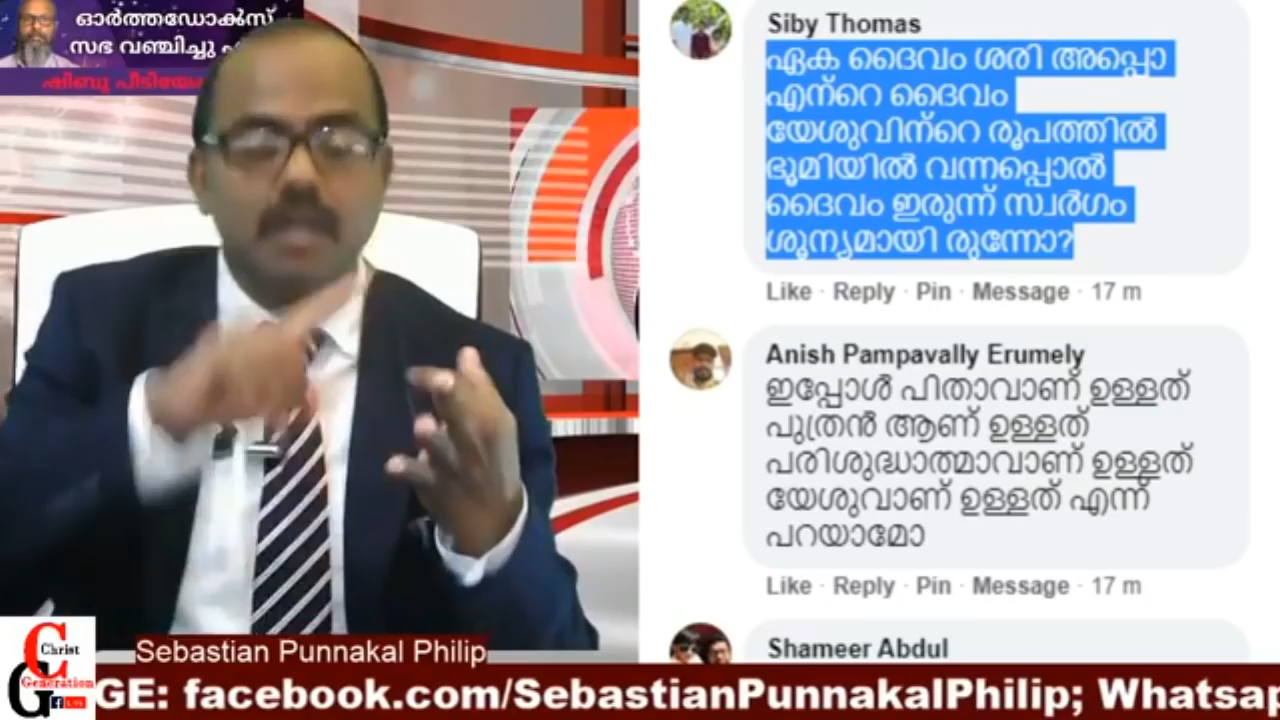 ഓർത്തഡോക്സ്
സഭ വഞ്ചിച്ചു
ഷിബു
Siby Thomas
ഏക ദൈവം ശരി അപ്പൊ
എന്റെ ദൈവം
യേശുവിന്റെ രൂപത്തിൽ
ഭൂമിയിൽ വന്നപ്പൊൽ
ദൈവം ഇരുന്ന് സ്വർഗം
ശൂന്യമായി രുന്നോ?
Like · Reply · Pin · Message · 17 m
Anish Pampavally Erumely
ഇപ്പോൾ പിതാവാണ് ഉള്ളത്
പുത്രൻ ആണ് ഉള്ളത്
പരിശുദ്ധാത്മാവാണ് ഉള്ളത്
യേശുവാണ് ഉള്ളത് എന്ന്
പറയാമോ
Like · Reply · Pin · Message · 17 m
Shameer Abdul
Sebastian Punnakal Philip
Christ
Generation
GE: facebook.com/SebastianPunnakalPhilip; Whatsap